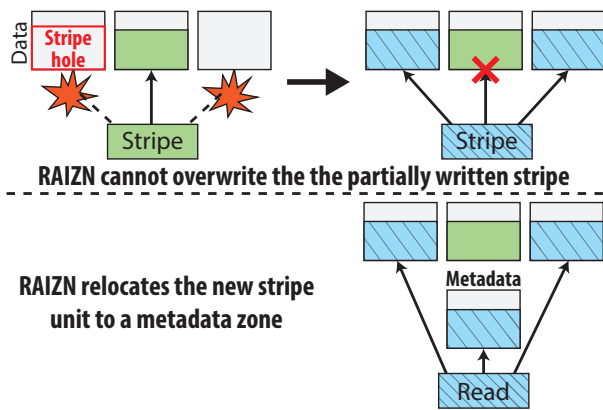 Data
Stripe
hole
Stripe
Stripe
RAIZN cannot overwrite the the partially written stripe
RAIZN relocates the new stripe
unit to a metadata zone
Metadata
Read